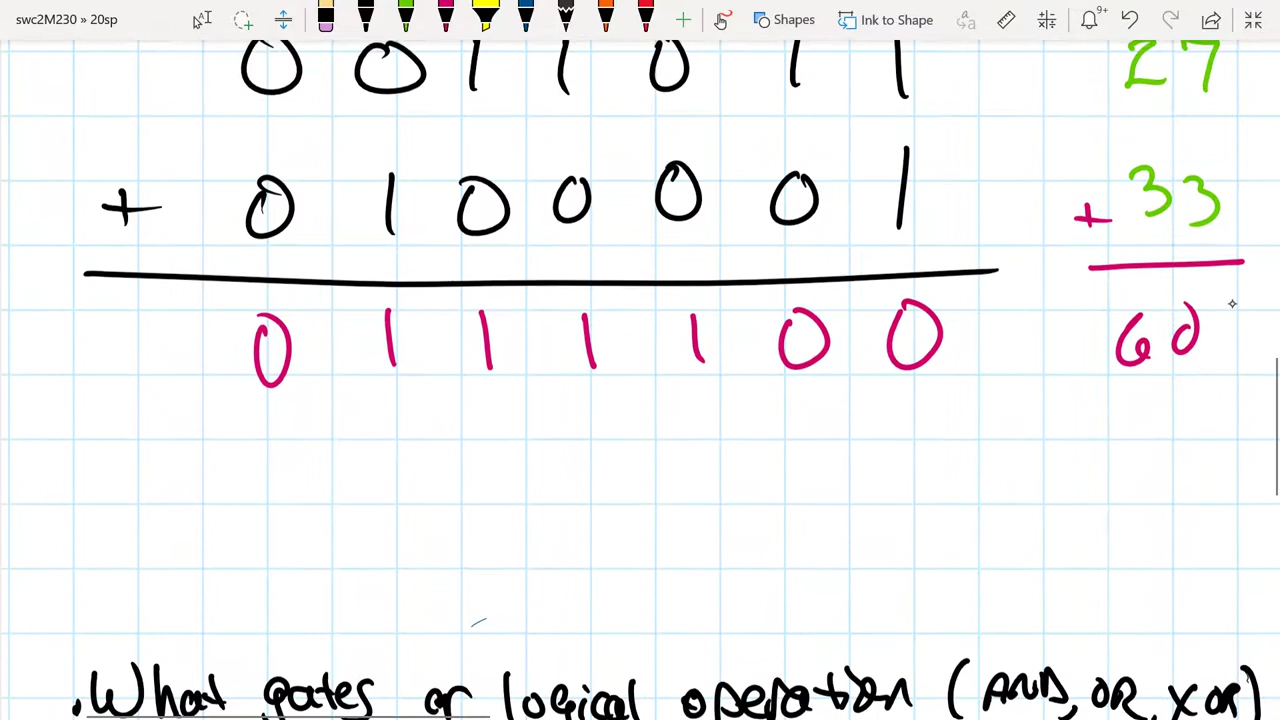 swc2M230 » 20sp
Shapes
Ink to Shape
9+
0 0 1 1 0 1 1 27
+ 0 1 0 0 0 0 1 + 33
0 1 1 1 1 0 0 60
. What gates or logical operation (AND, OR, XOR)